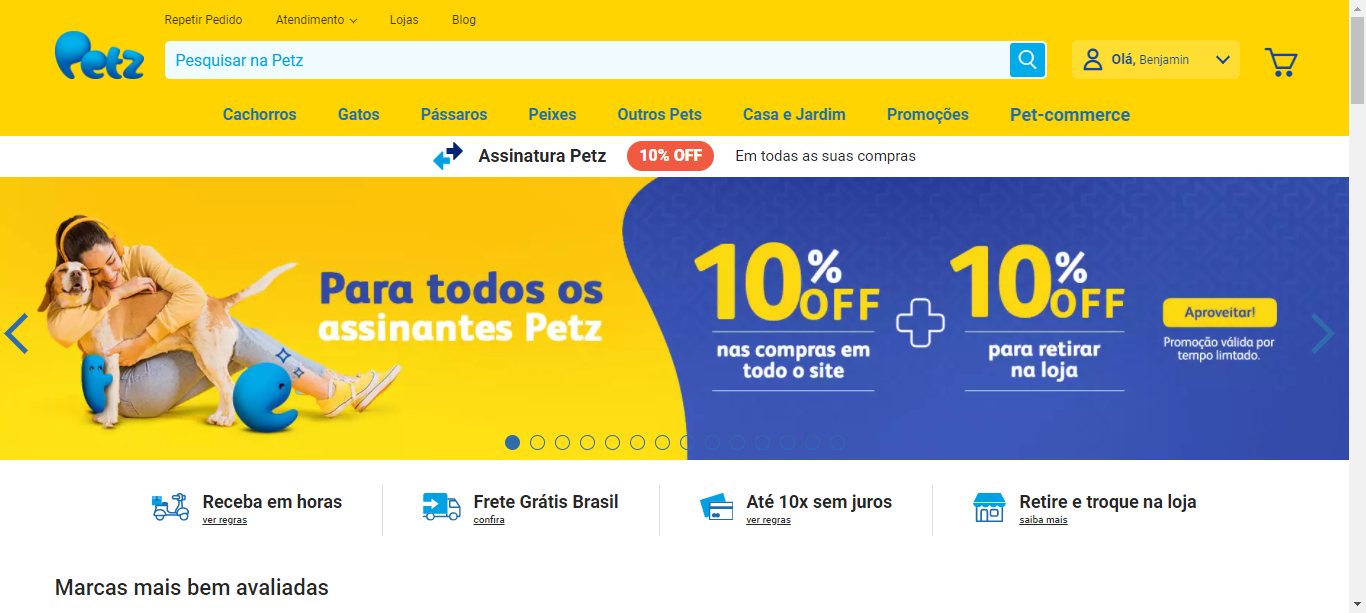 Repetir Pedido Atendimento Lojas Blog
Petz
Pesquisar na Petz
Olá, Benjamin
Cachorros Gatos Pássaros Peixes Outros Pets Casa e Jardim Promoções Pet-commerce
Assinatura Petz 10% OFF Em todas as suas compras
Para todos os
assinantes Petz
10% OFF
nas compras em
todo o site
10% OFF
para retirar
na loja
Aproveitar!
Promoção válida por
tempo limtado.
Receba em horas
ver regras
Frete Grátis Brasil
confira
Até 10x sem juros
ver regras
Retire e troque na loja
saiba mais
Marcas mais bem avaliadas